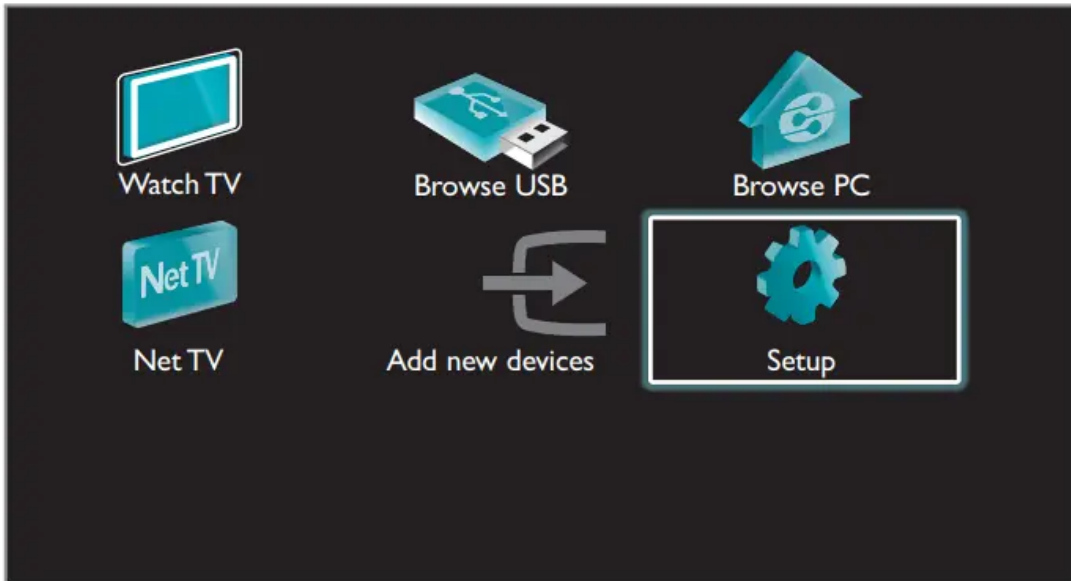 Watch TV
Browse USB
Browse PC
Net TV
Net TV
Add new devices
Setup